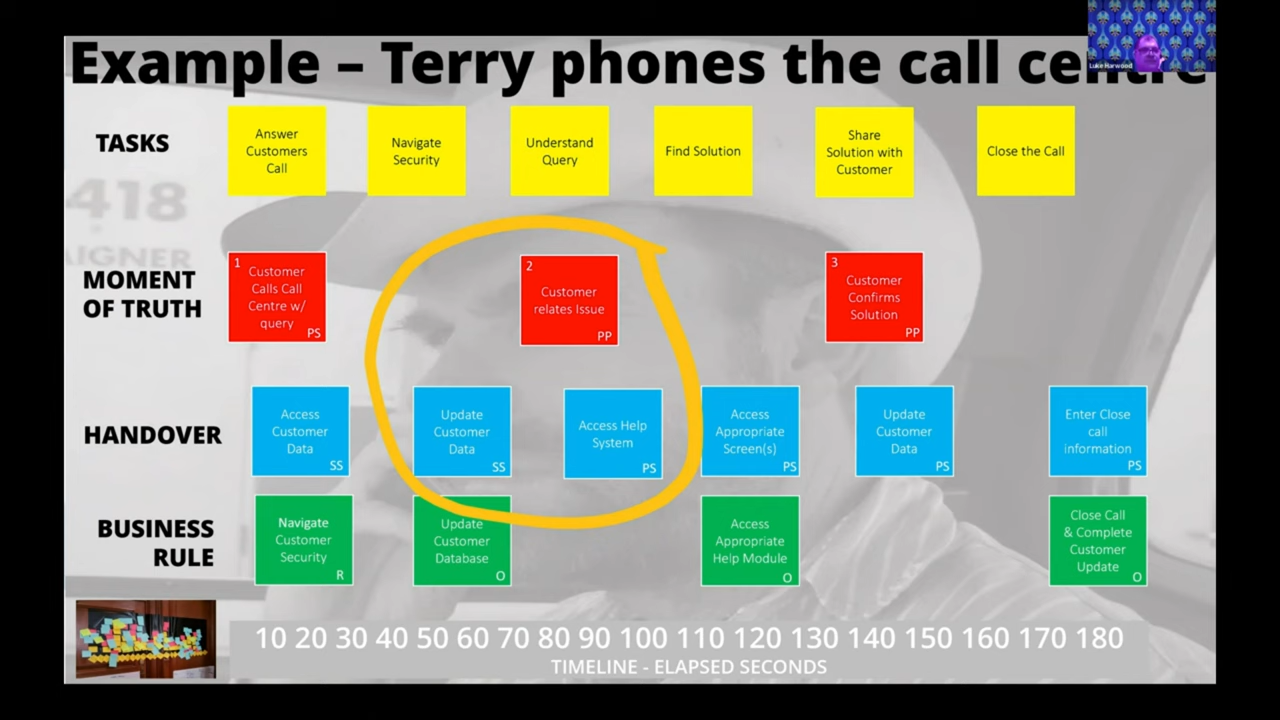 Example – Terry phones the call centre
Luke Harwood
TASKS
Answer
Customers
Call
Navigate
Security
Understand
Query
Find Solution
Share
Solution with
Customer
Close the Call
418
AIGNER
MOMENT
OF TRUTH
1
Customer
Calls Call
Centre w/
query
PS
2
Customer
relates Issue
PP
3
Customer
Confirms
Solution
PP
HANDOVER
Access
Customer
Data
SS
Update
Customer
Data
SS
Access Help
System
PS
Access
Appropriate
Screen(s)
PS
Update
Customer
Data
PS
Enter Close
call
information
PS
BUSINESS
RULE
Navigate
Customer
Security
R
Update
Customer
Database
O
Access
Appropriate
Help Module
O
Close Call
& Complete
Customer
Update
O
10 20 30 40 50 60 70 80 90 100 110 120 130 140 150 160 170 180
TIMELINE - ELAPSED SECONDS